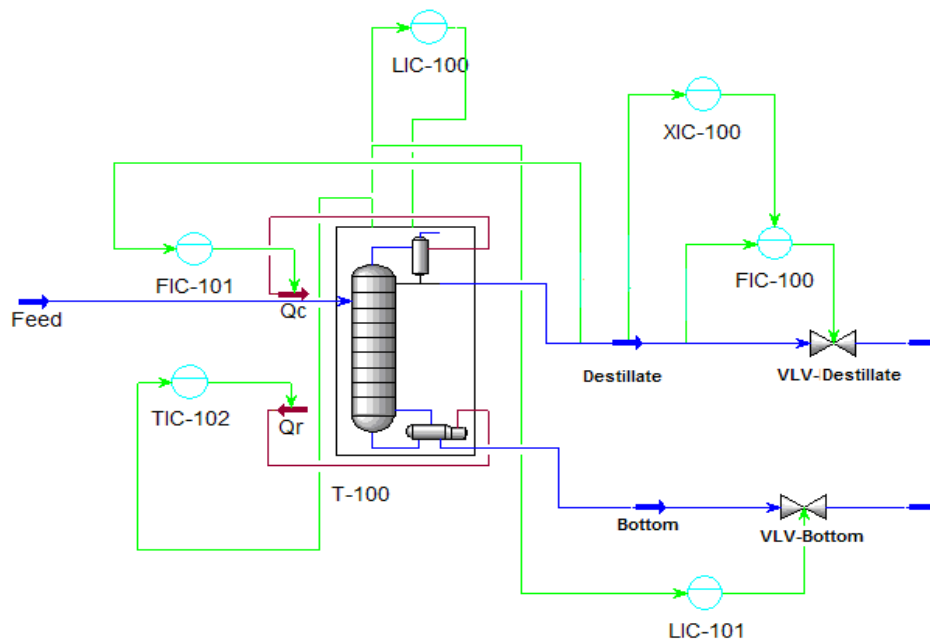 LIC-100
XIC-100
FIC-101
FIC-100
Qc
Feed
Destillate
VLV-Destillate
TIC-102
Qr
T-100
Bottom
VLV-Bottom
LIC-101